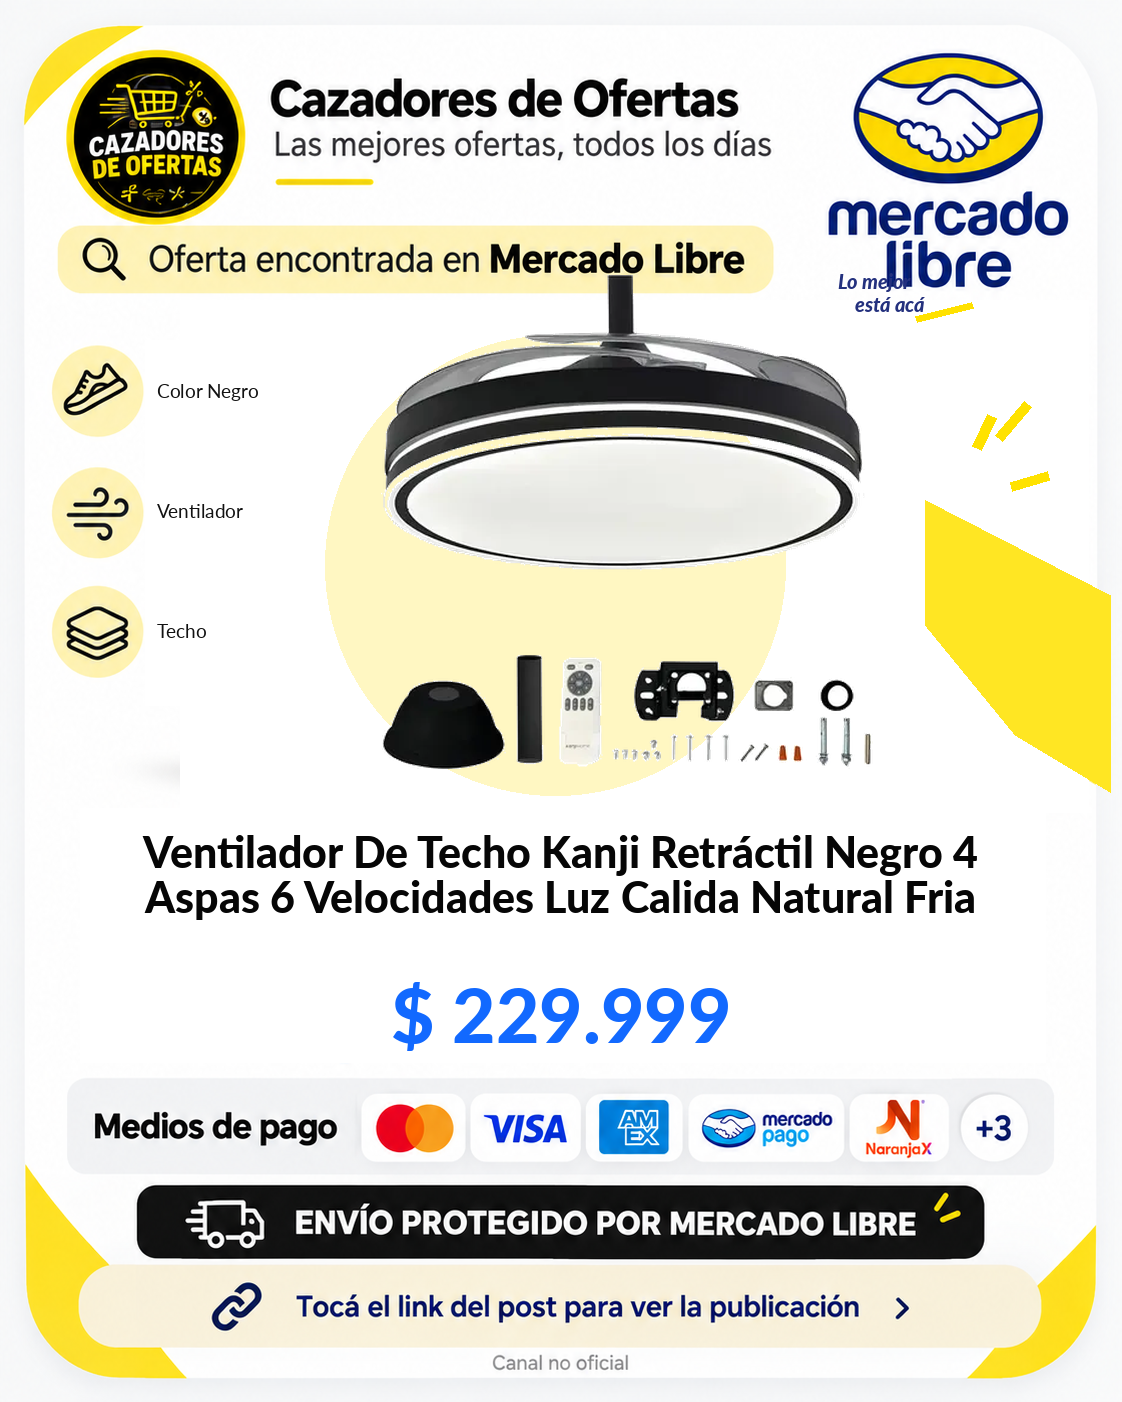 CAZADORES
DE OFERTAS
Cazadores de Ofertas
Las mejores ofertas, todos los días
mercado
libre
Lo mejor
está acá
Oferta encontrada en Mercado Libre
Color Negro
Ventilador
Techo
Ventilador De Techo Kanji Retráctil Negro 4
Aspas 6 Velocidades Luz Calida Natural Fria
$ 229.999
Medios de pago
VISA
AM
EX
mercado
pago
NaranjaX
+3
ENVÍO PROTEGIDO POR MERCADO LIBRE
Tocá el link del post para ver la publicación
Canal no oficial